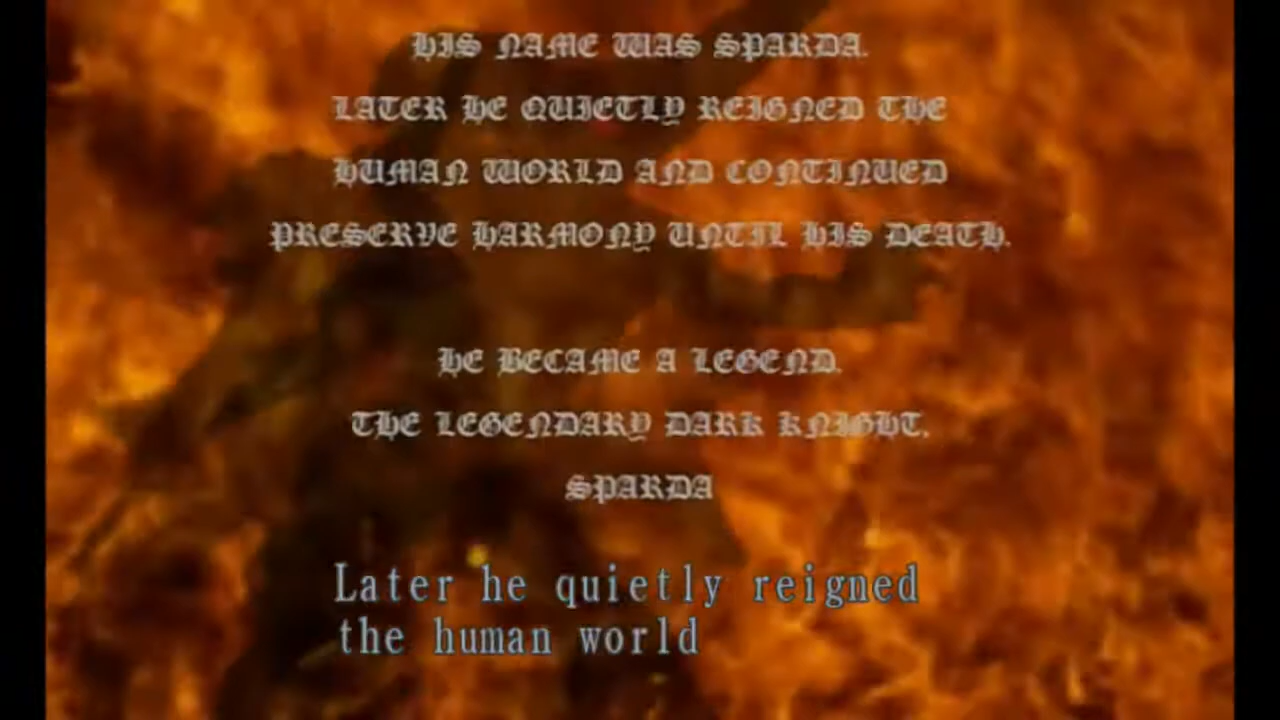 HIS NAME WAS SPARDA.
LATER HE QUIETLY REIGNED THE
HUMAN WORLD AND CONTINUED
PRESERVE HARMONY UNTIL HIS DEATH.
HE BECAME A LEGEND.
THE LEGENDARY DARK KNIGHT,
SPARDA
Later he quietly reigned
the human world